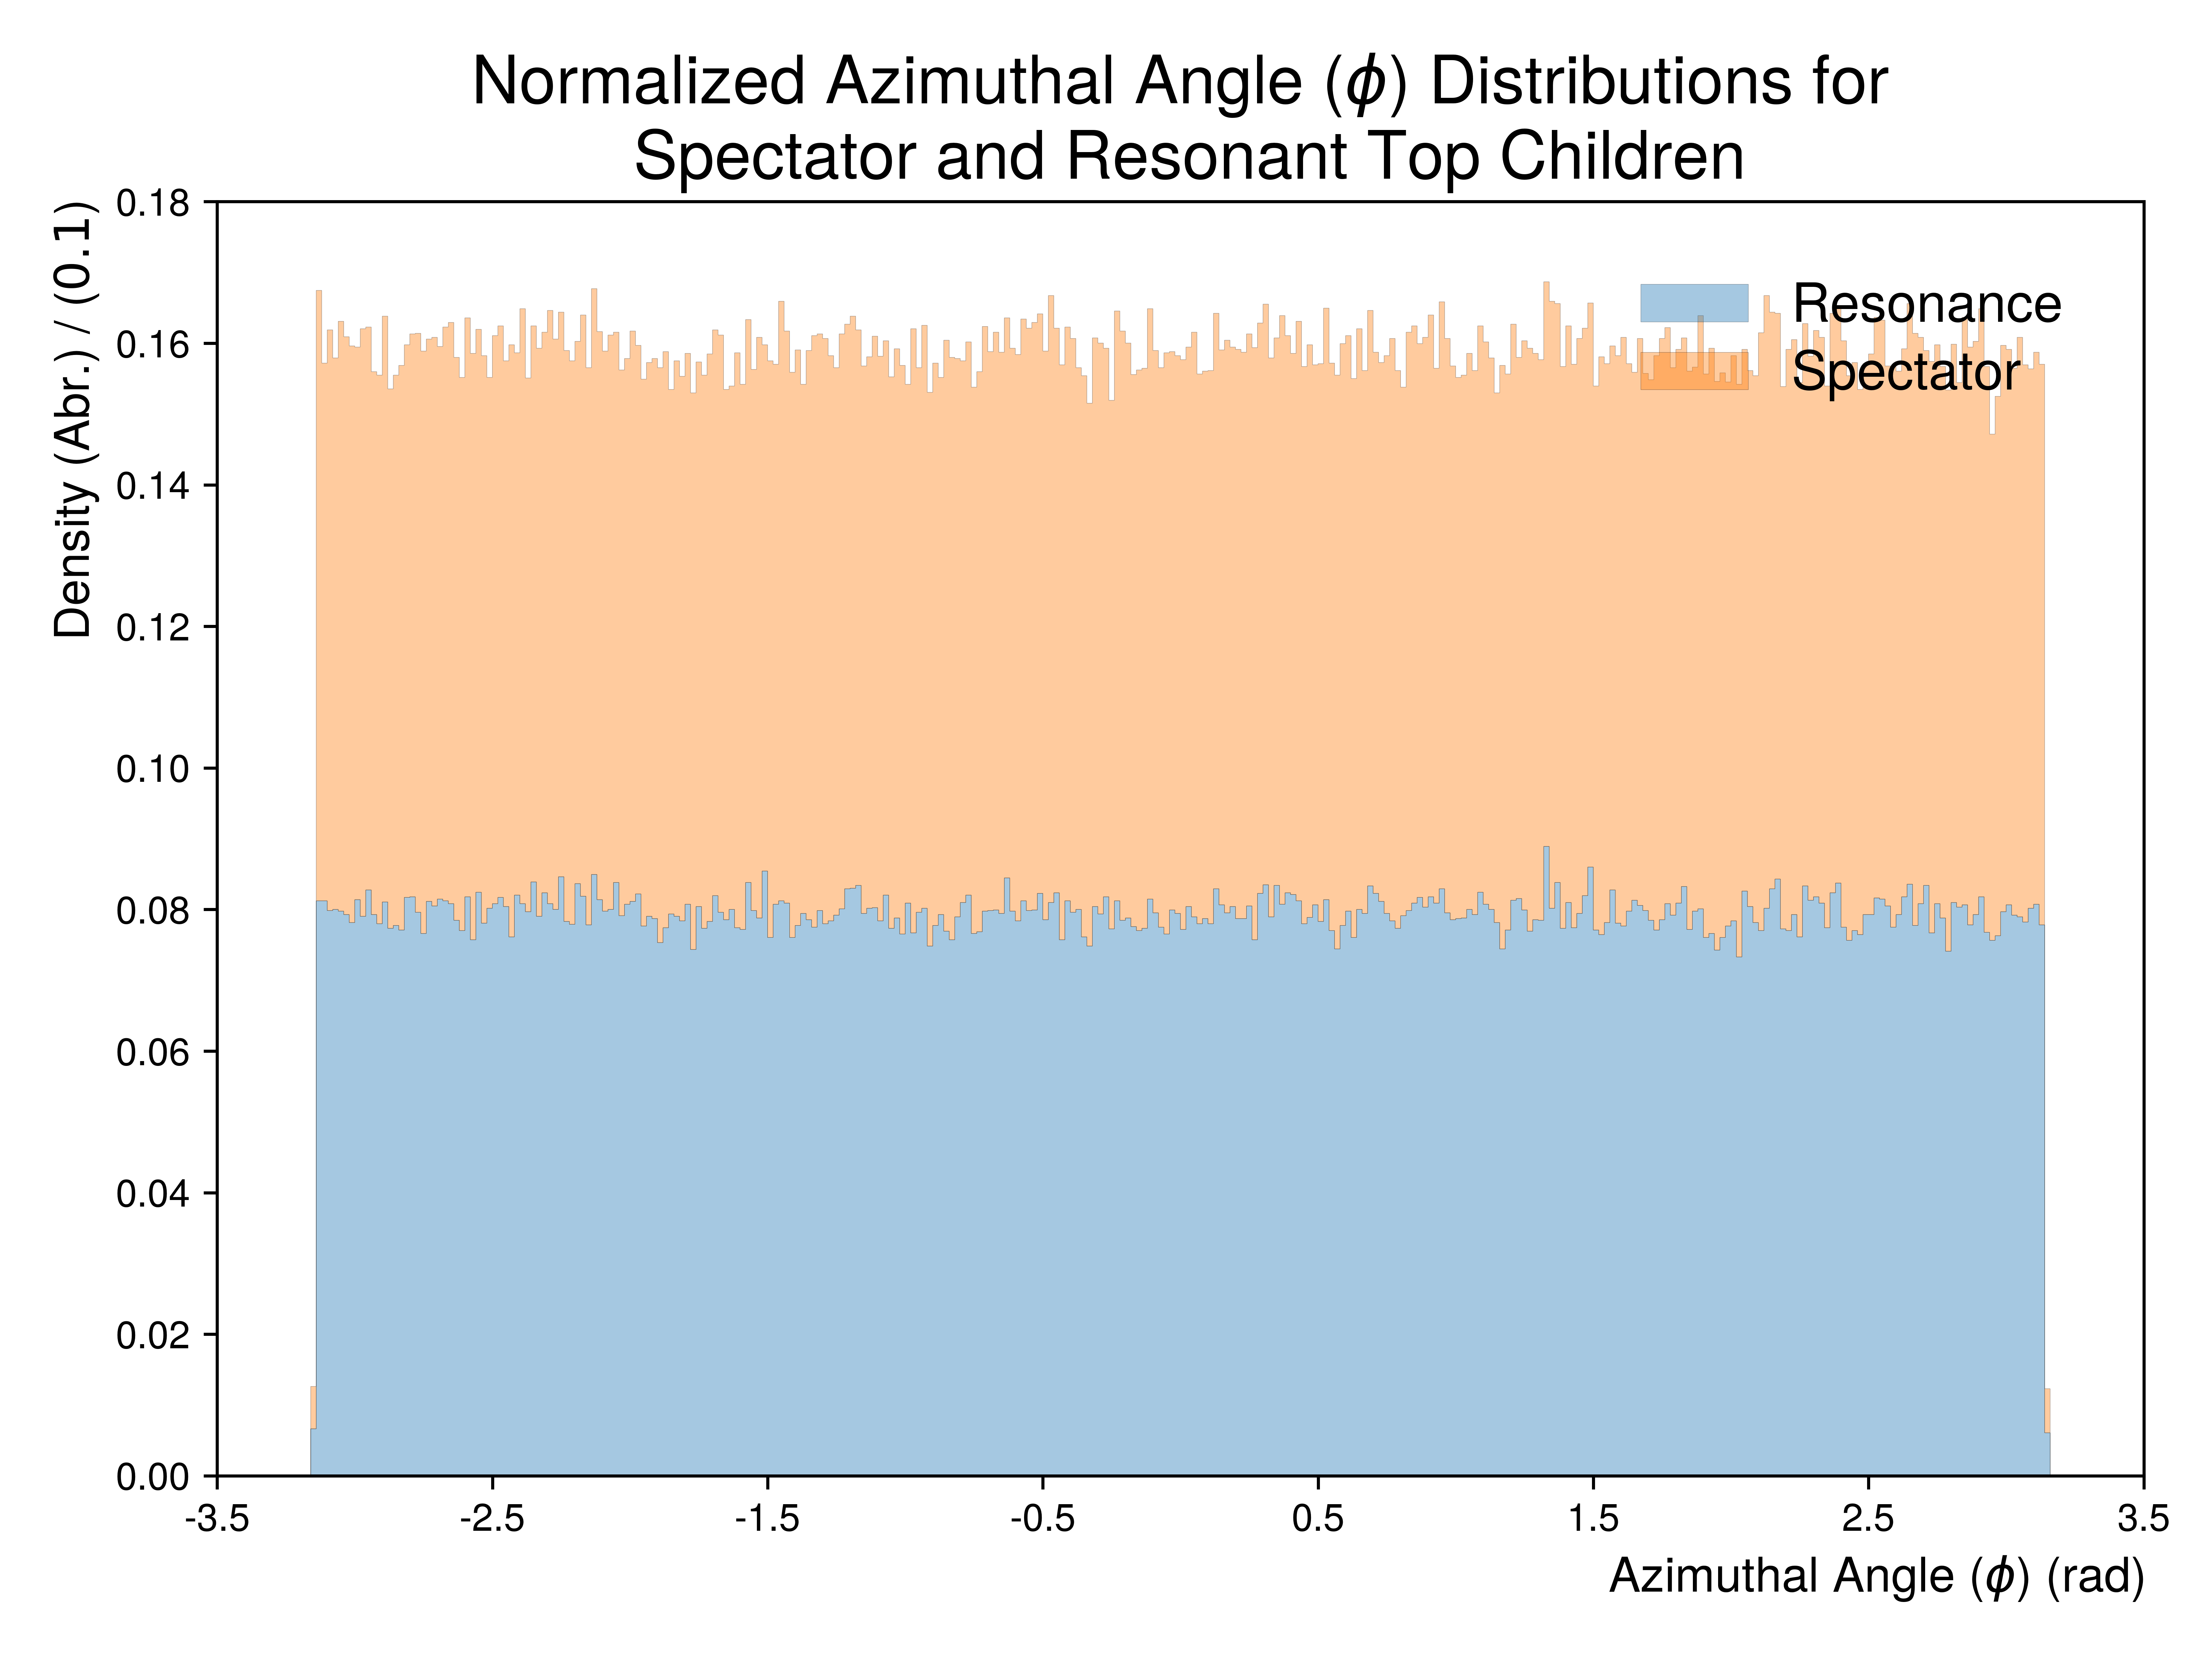 Normalized Azimuthal Angle (ϕ) Distributions for
Spectator and Resonant Top Children
Density (Abr.) / (0.1)
0.18
0.16
0.14
0.12
0.10
0.08
0.06
0.04
0.02
0.00
Resonance
Spectator
-3.5 -2.5 -1.5 -0.5 0.5 1.5 2.5 3.5
Azimuthal Angle (ϕ) (rad)